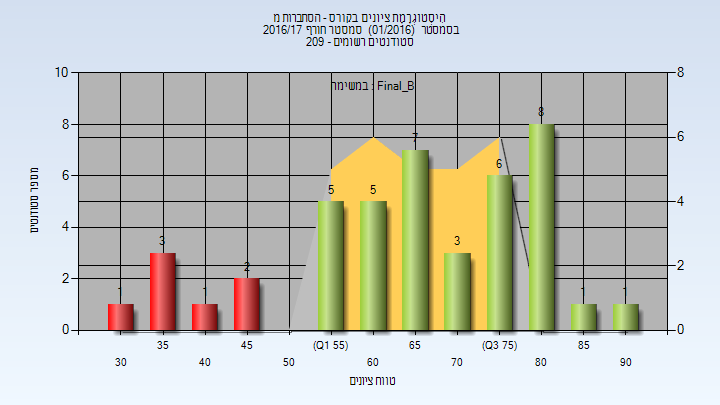 היסטוגרמת ציונים בקורס - הסתברות מ
בסמסטר (01/2016) סמסטר חורף 2016/17
סטודנטים רשומים - 209
במשימה : Final_B
10 8
8 6
6 4
4 2
2 0
0
מספר סטודנטים
1 3 1 2 5 5 7 3 6 8 1 1
35 45 (Q1 55) 65 (Q3 75) 85
30 40 50 60 70 80 90
טווח ציונים